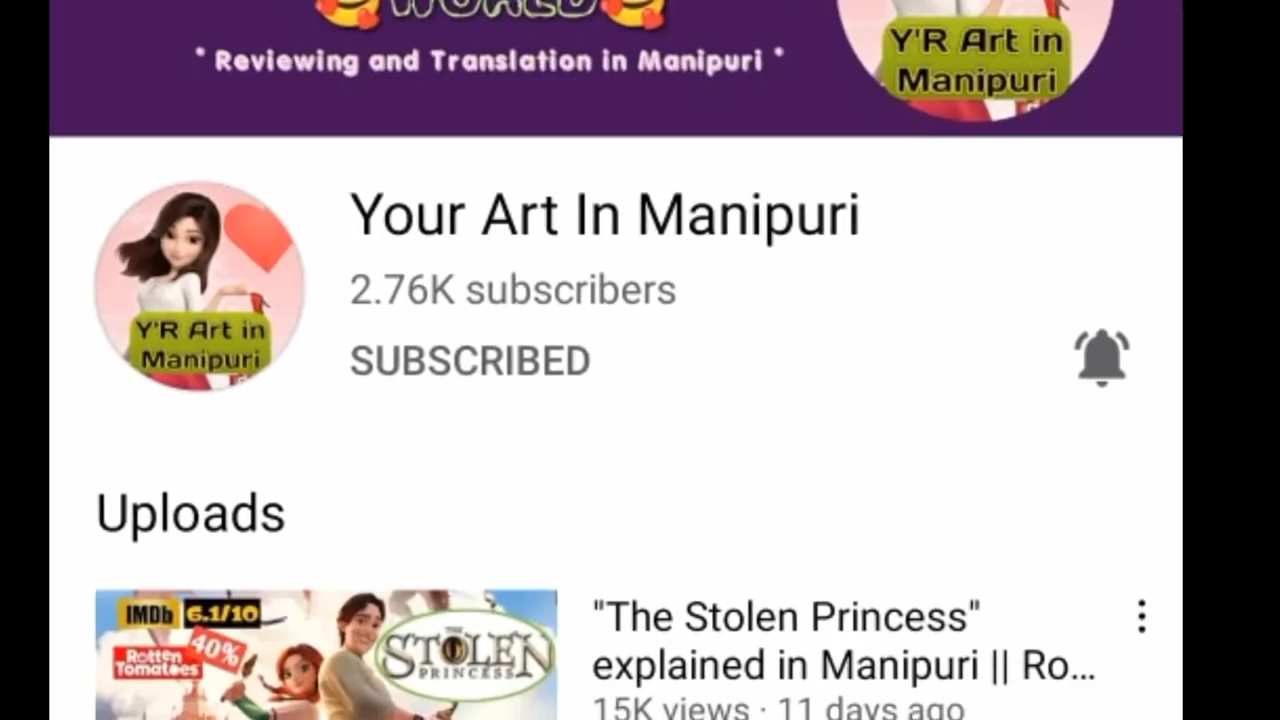 WORLD
* Reviewing and Translation in Manipuri *
Y'R Art in
Manipuri
Y'R Art in
Manipuri
Your Art In Manipuri
2.76K subscribers
SUBSCRIBED
Uploads
IMDb 6.1/10
40%
Rotten
Tomatoes
THE
STOLEN
PRINCESS
"The Stolen Princess"
explained in Manipuri || Ro...
15K views · 11 days ago